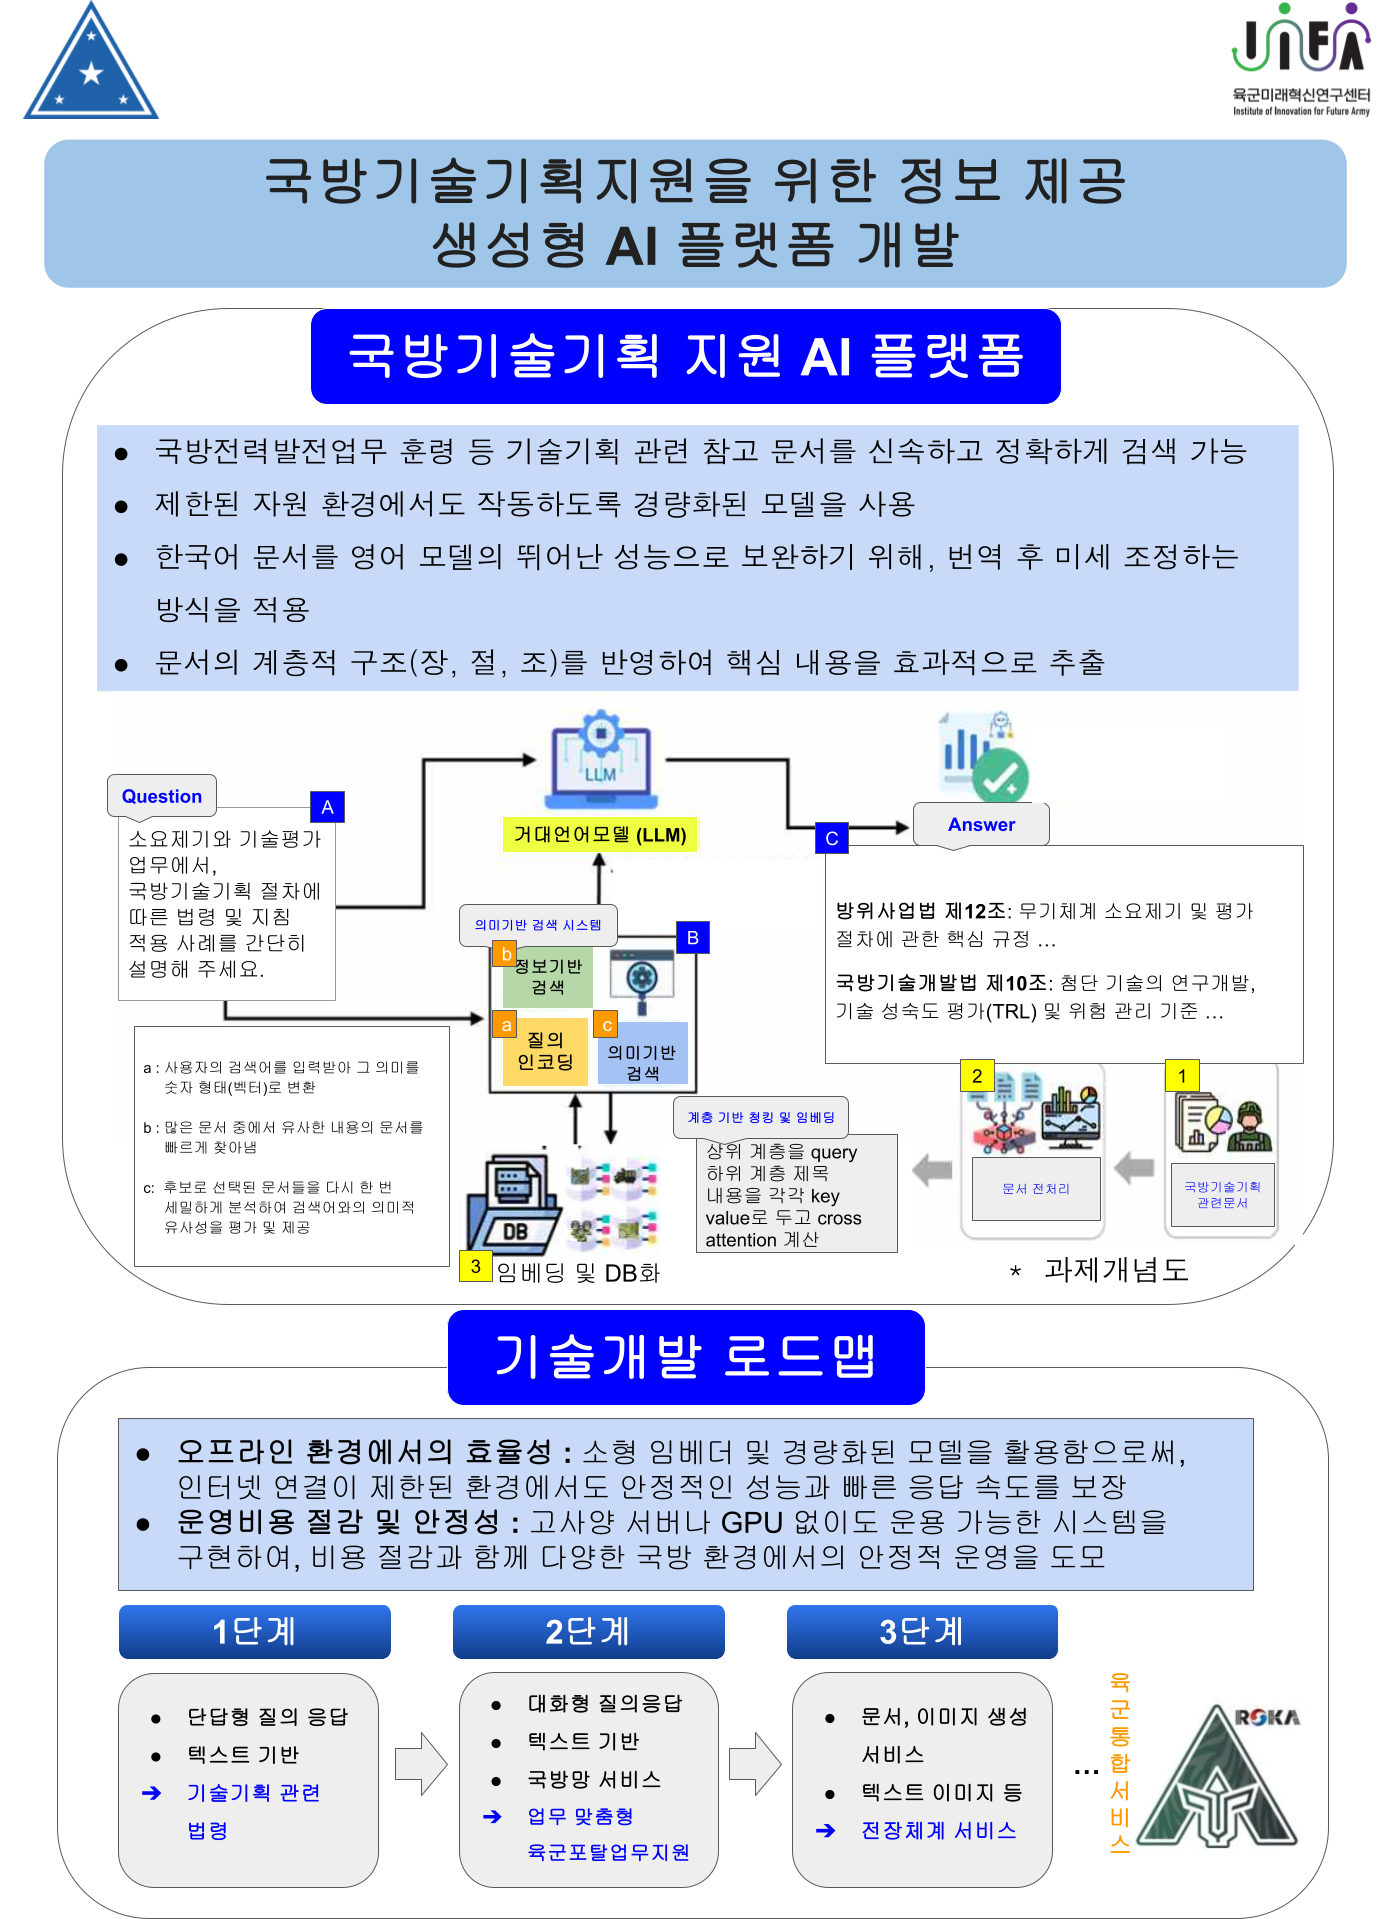 JIFA
육군미래혁신연구센터
Institute of Innovation for Future Army
국방기술기획지원을 위한 정보 제공
생성형 AI 플랫폼 개발
국방기술기획 지원 AI 플랫폼
● 국방전력발전업무 훈령 등 기술기획 관련 참고 문서를 신속하고 정확하게 검색 가능
● 제한된 자원 환경에서도 작동하도록 경량화된 모델을 사용
● 한국어 문서를 영어 모델의 뛰어난 성능으로 보완하기 위해, 번역 후 미세 조정하는
방식을 적용
● 문서의 계층적 구조(장, 절, 조)를 반영하여 핵심 내용을 효과적으로 추출
Question
A
소요제기와 기술평가
업무에서,
국방기술기획 절차에
따른 법령 및 지침
적용 사례를 간단히
설명해 주세요.
LLM
거대언어모델 (LLM)
Answer
C
방위사업법 제12조: 무기체계 소요제기 및 평가
절차에 관한 핵심 규정 ...
국방기술개발법 제10조: 첨단 기술의 연구개발,
기술 성숙도 평가(TRL) 및 위험 관리 기준 ...
의미기반 검색 시스템
B
b
정보기반
검색
a
질의
인코딩
c
의미기반
검색
a : 사용자의 검색어를 입력받아 그 의미를
숫자 형태(벡터)로 변환
b : 많은 문서 중에서 유사한 내용의 문서를
빠르게 찾아냄
c: 후보로 선택된 문서들을 다시 한 번
세밀하게 분석하여 검색어와의 의미적
유사성을 평가 및 제공
DB
3
임베딩 및 DB화
계층 기반 청킹 및 임베딩
상위 계층을 query
하위 계층 제목
내용을 각각 key
value로 두고 cross
attention 계산
2
문서 전처리
1
국방기술기획
관련문서
* 과제개념도
기술개발 로드맵
● 오프라인 환경에서의 효율성 : 소형 임베더 및 경량화된 모델을 활용함으로써,
인터넷 연결이 제한된 환경에서도 안정적인 성능과 빠른 응답 속도를 보장
● 운영비용 절감 및 안정성 : 고사양 서버나 GPU 없이도 운용 가능한 시스템을
구현하여, 비용 절감과 함께 다양한 국방 환경에서의 안정적 운영을 도모
1단계
● 단답형 질의 응답
● 텍스트 기반
➔ 기술기획 관련
법령
2단계
● 대화형 질의응답
● 텍스트 기반
● 국방망 서비스
➔ 업무 맞춤형
육군포탈업무지원
3단계
● 문서, 이미지 생성
서비스
● 텍스트 이미지 등
➔ 전장체계 서비스
...
육군통합서비스
ROKA